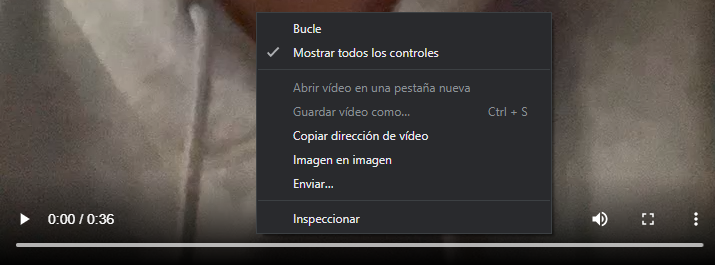 Bucle
Mostrar todos los controles
Abrir vídeo en una pestaña nueva
Guardar vídeo como... Ctrl + S
Copiar dirección de vídeo
Imagen en imagen
Enviar...
Inspeccionar
0:00 / 0:36